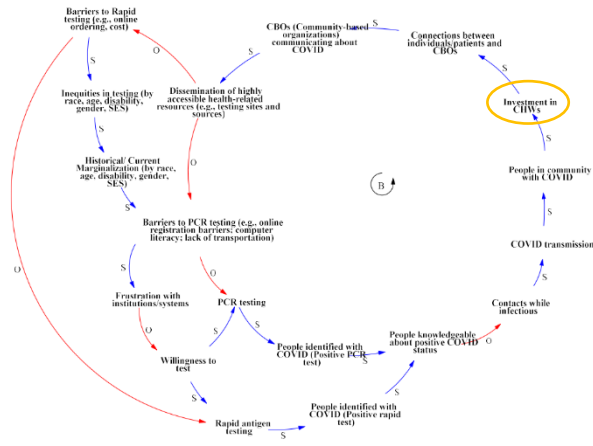 Barriers to Rapid
testing (e.g., online
ordering, cost)
S
Inequities in testing (by
race, age, disability,
gender, SES)
S
Historical/ Current
Marginalization (by race,
age, disability, gender,
SES)
S
O
Dissemination of highly
accessible health-related
resources (e.g., testing sites and
sources)
S
CBOs (Community-based
organizations)
communicating about
COVID
S
Connections between
individuals/patients and
CBOs
S
Investment in
CHWs
S
People in community
with COVID
S
COVID transmission
S
Contacts while
infectious
O
B
O
Barriers to PCR testing (e.g., online
registration barriers; computer
literacy; lack of transportation)
S
O
O
Frustration with
institutions/systems
O
PCR testing
S
S
Willingness to
test
S
People identified with
COVID (Positive PCR
test)
S
People knowledgeable
about positive COVID
status
Rapid antigen
testing
S
People identified with
COVID (Positive rapid
test)
S